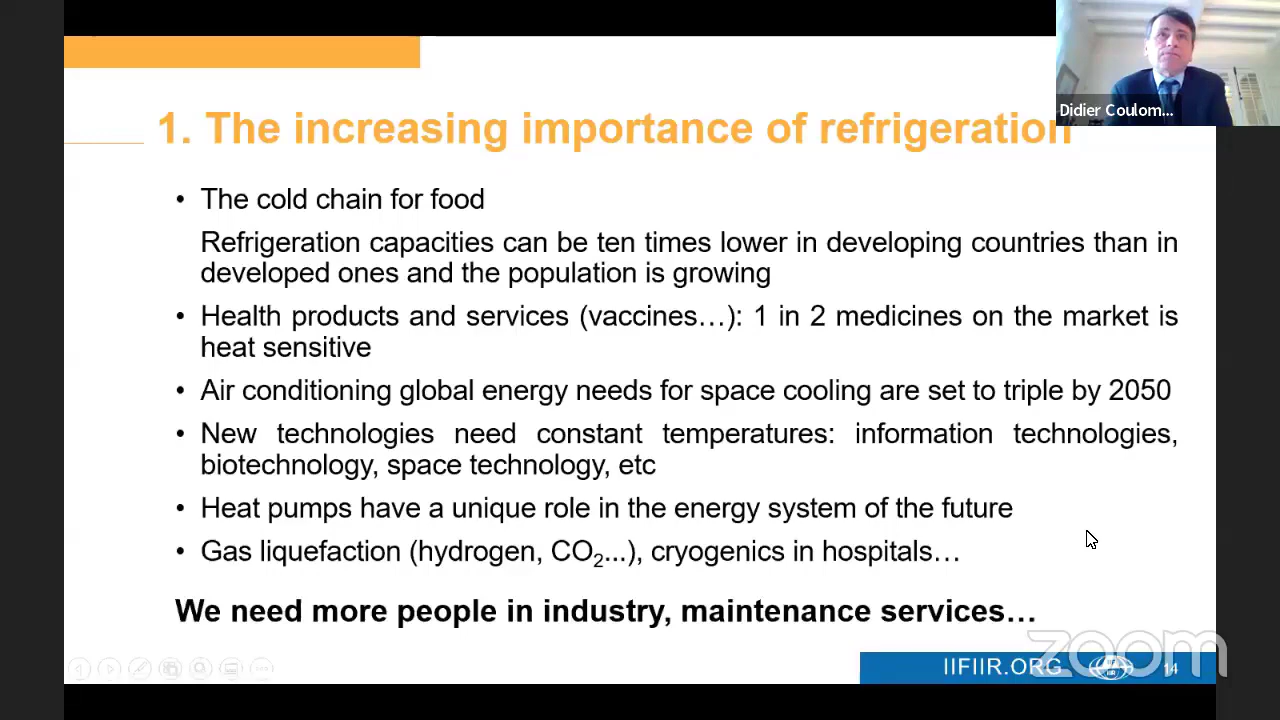 1. The increasing importance of refrigeration
Didier Coulom...
• The cold chain for food
Refrigeration capacities can be ten times lower in developing countries than in
developed ones and the population is growing
• Health products and services (vaccines…): 1 in 2 medicines on the market is
heat sensitive
• Air conditioning global energy needs for space cooling are set to triple by 2050
• New technologies need constant temperatures: information technologies,
biotechnology, space technology, etc
• Heat pumps have a unique role in the energy system of the future
• Gas liquefaction (hydrogen, CO₂...), cryogenics in hospitals…
We need more people in industry, maintenance services…
zoom
IIFIIR.ORG
IIF
IIR
14